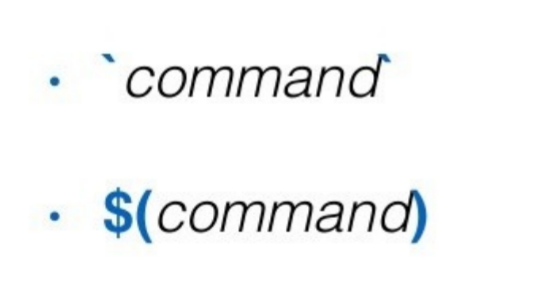 • `command`
• $(command)